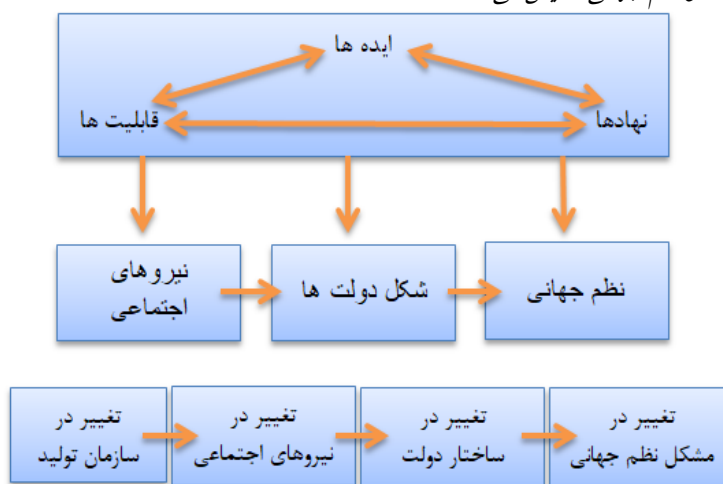 ایده ها
نهادها
قابلیت ها
نظم جهانی
شکل دولت ها
نیروهای
اجتماعی
تغییر در
مشکل نظم جهانی
تغییر در
ساختار دولت
تغییر در
نیروهای اجتماعی
تغییر در
سازمان تولید